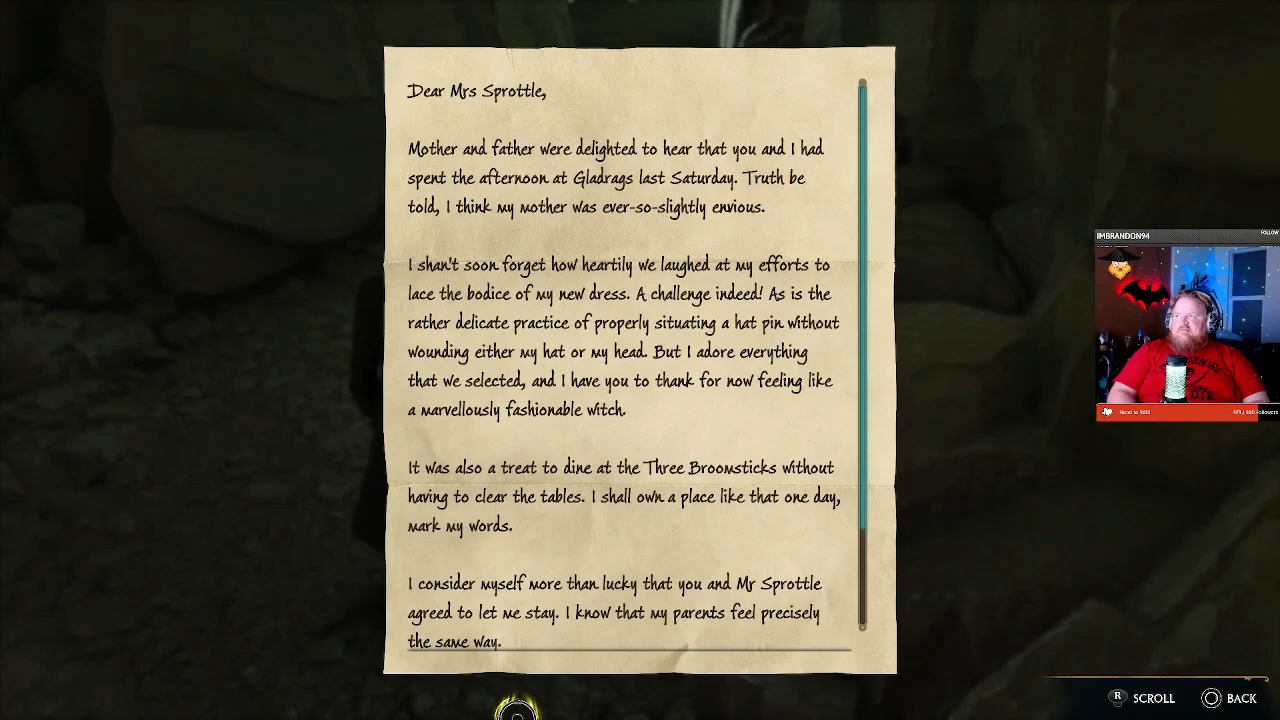 Dear Mrs Sprottle,
Mother and father were delighted to hear that you and I had
spent the afternoon at Gladrags last Saturday. Truth be
told, I think my mother was ever-so-slightly envious.
I shan't soon forget how heartily we laughed at my efforts to
lace the bodice of my new dress. A challenge indeed! As is the
rather delicate practice of properly situating a hat pin without
wounding either my hat or my head. But I adore everything
that we selected, and I have you to thank for now feeling like
a marvellously fashionable witch.
It was also a treat to dine at the Three Broomsticks without
having to clear the tables. I shall own a place like that one day,
mark my words.
I consider myself more than lucky that you and Mr Sprottle
agreed to let me stay. I know that my parents feel precisely
the same way.
IMBRANDON94
FOLLOW
Followers
R SCROLL
BACK